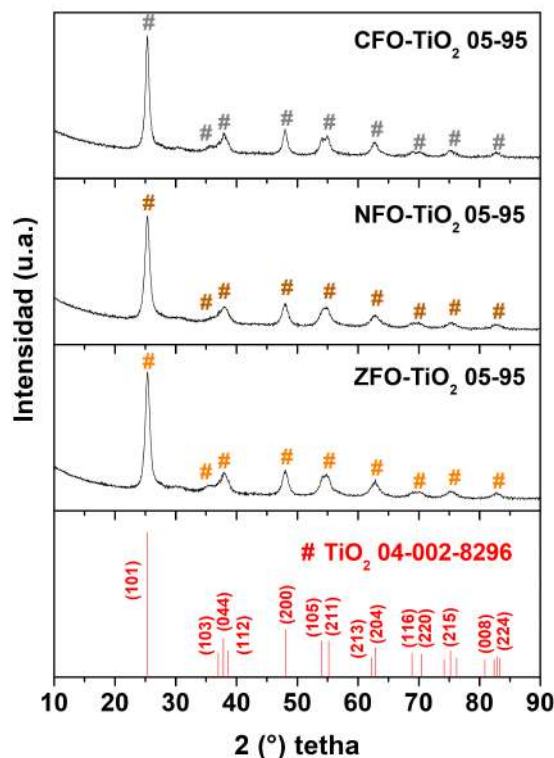 CFO-TiO₂ 05-95
# # # # # # # # #
NFO-TiO₂ 05-95
# # # # # # # # #
ZFO-TiO₂ 05-95
# # # # # # # # #
# TiO₂ 04-002-8296
(101)
(103)
(044)
(112)
(200)
(105)
(211)
(213)
(204)
(116)
(220)
(215)
(008)
(224)
10 20 30 40 50 60 70 80 90
2 (°) tetha
Intensidad (u.a.)